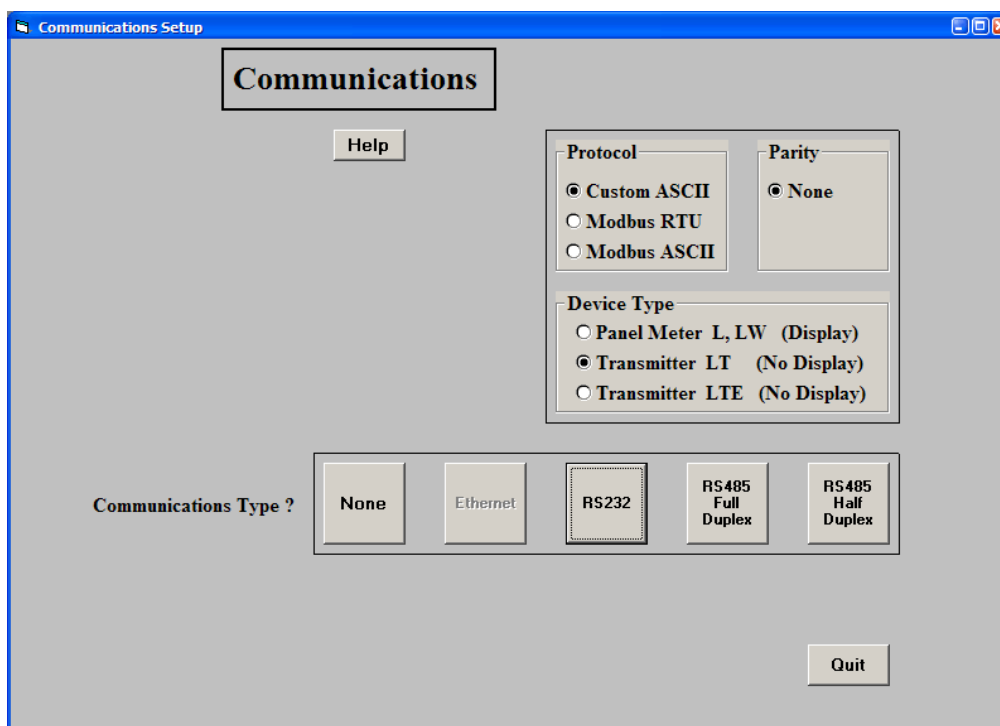 Communications Setup
Communications
Help
Protocol
Custom ASCII
Modbus RTU
Modbus ASCII
Parity
None
Device Type
Panel Meter L, LW (Display)
Transmitter LT (No Display)
Transmitter LTE (No Display)
Communications Type ?
None
Ethernet
RS232
RS485
Full
Duplex
RS485
Half
Duplex
Quit